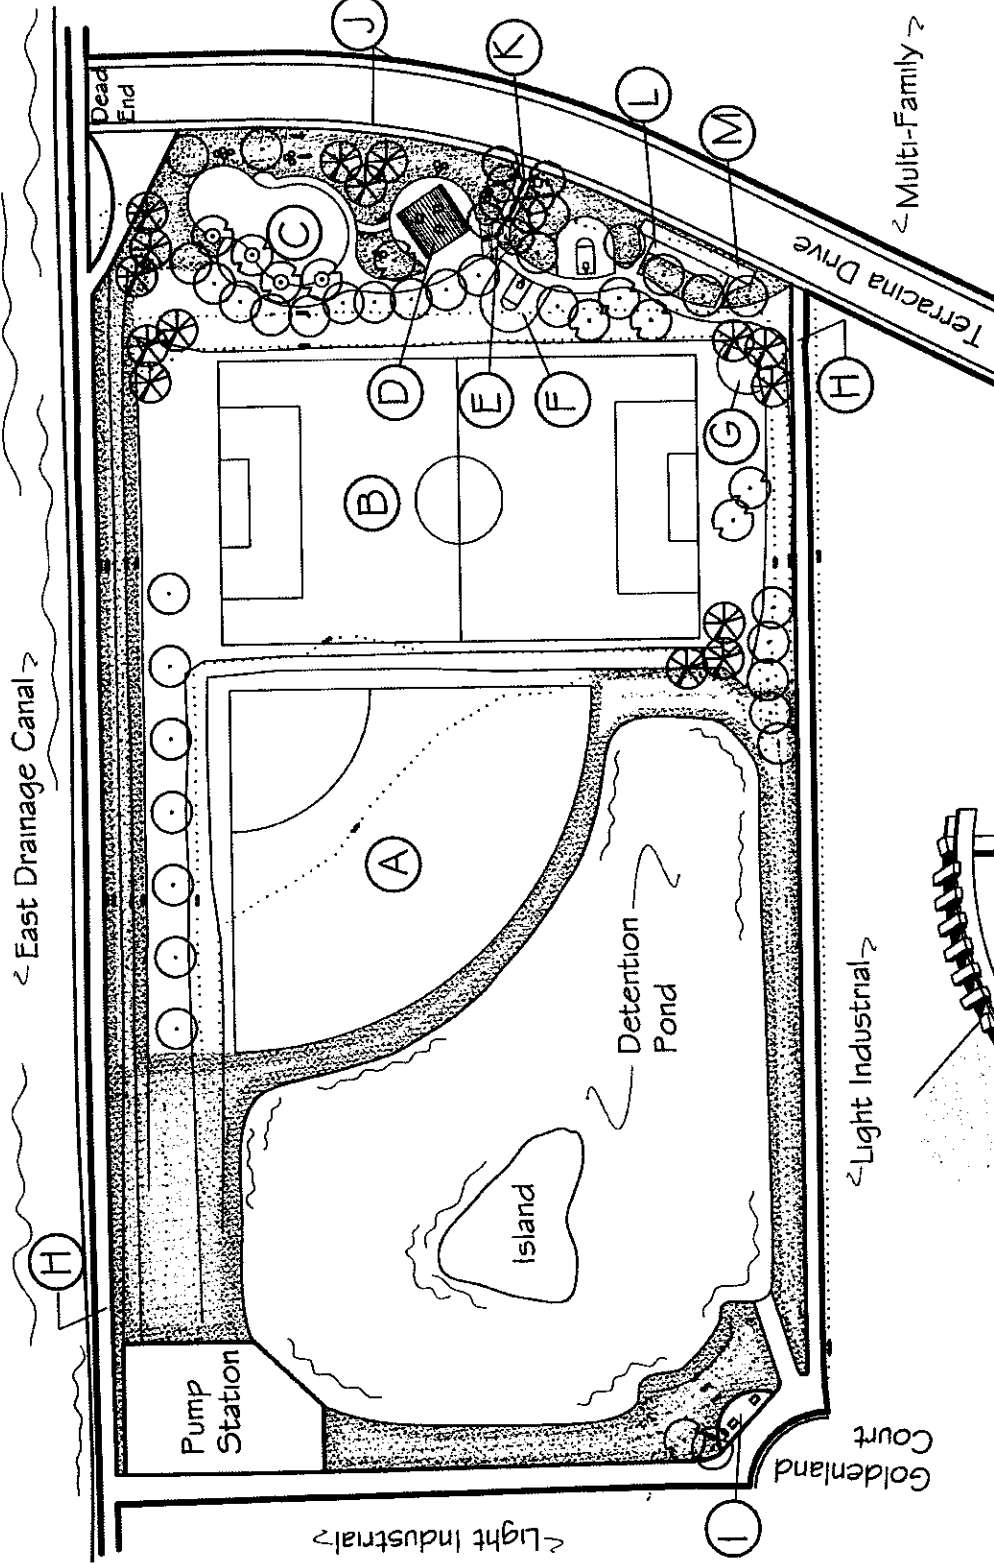 East Drainage Canal
Dead
End
J
K
L
M
Multi-Family
Terracina Drive
C
D
E
F
G
H
B
A
Detention
Pond
Island
Light Industrial
H
Pump
Station
I
Goldenland
Court
Light Industrial